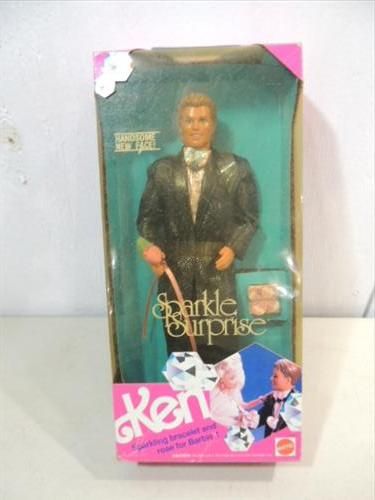 HANDSOME
NEW FACE!
Sparkle
Surprise
Ken
Sparkling bracelet and
rose for Barbie !
MATTEL